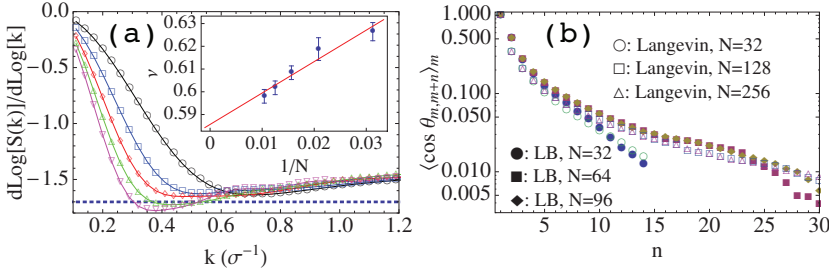 (a)
dLog[S(k)]/dLog[k]
0.0
−0.5
−1.0
−1.5
0.2 0.4 0.6 0.8 1.0 1.2
k (σ⁻¹)
ν
0.63
0.62
0.61
0.60
0.59
0 0.01 0.02 0.03
1/N
(b)
⟨cos θm,m+n⟩m
1.000
0.500
0.100
0.050
0.010
0.005
○: Langevin, N=32
□: Langevin, N=128
△: Langevin, N=256
●: LB, N=32
■: LB, N=64
◆: LB, N=96
5 10 15 20 25 30
n